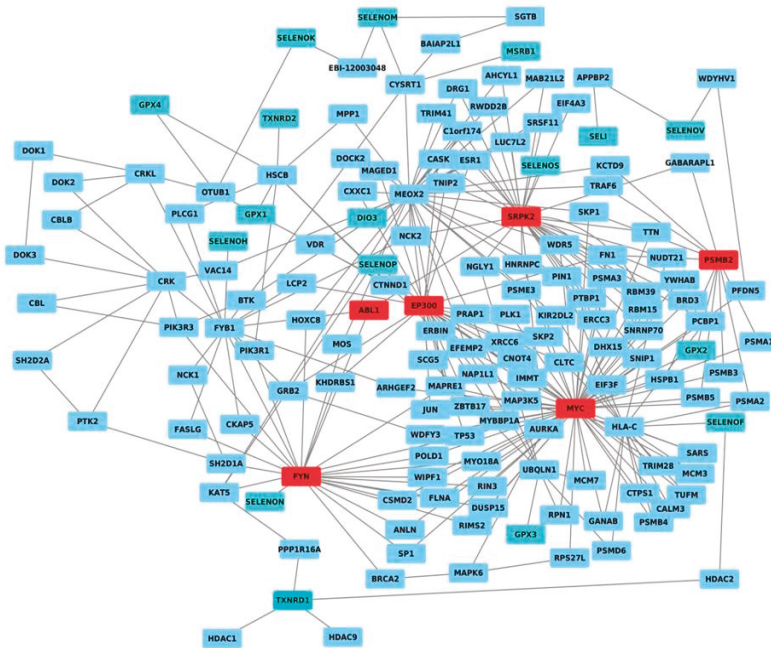 SELENOM
SGTB
SELENOK
BAIAP2L1
MSRB1
EBI-12003048
CYSRT1
AHCYL1
MAB21L2
APPBP2
WDYHV1
DRG1
RWDD2B
EIF4A3
GPX4
TXNRD2
MPP1
TRIM41
SRSF11
C1orf174
SELI
SELENOV
LUC7L2
DOK1
CRKL
DOCK2
CASK
ESR1
SELENOS
KCTD9
GABARAPL1
HSCB
MAGED1
DOK2
OTUB1
CXXC1
MEOX2
TNIP2
TRAF6
CBLB
PLCG1
GPX1
DIO3
SRPK2
SKP1
TTN
SELENOH
NCK2
WDR5
DOK3
VDR
FN1
NUDT21
PSMB2
SELENOP
HNRNPC
VAC14
NGLY1
PIN1
PSMA3
YWHAB
CRK
LCP2
CTNND1
PSME3
PTBP1
RBM39
BRD3
PFDN5
CBL
BTK
HOXC8
ABL1
EP300
PRAP1
PLK1
KIR2DL2
ERCC3
RBM15
PCBP1
PIK3R3
FYB1
ERBIN
SNRNP70
MOS
XRCC6
SKP2
DHX15
PSMA1
PIK3R1
EFEMP2
CNOT4
SNIP1
GPX2
SH2D2A
SCG5
CLTC
NCK1
NAP1L1
IMMT
HSPB1
PSMB3
KHDRBS1
ARHGEF2
MAPRE1
EIF3F
GRB2
MAP3K5
PSMB5
PSMA2
JUN
ZBTB17
MYC
PTK2
CKAP5
MYBBP1A
HLA-C
SELENOF
FASLG
WDFY3
TP53
AURKA
SARS
SH2D1A
POLD1
MYO18A
UBQLN1
TRIM28
FYN
WIPF1
MCM3
KAT5
RIN3
MCM7
CTPS1
TUFM
SELENON
CSMD2
FLNA
DUSP15
RPN1
CALM3
RIMS2
GANAB
PSMB4
ANLN
GPX3
PPP1R16A
SP1
PSMD6
RPS27L
BRCA2
MAPK6
HDAC2
TXNRD1
HDAC1
HDAC9